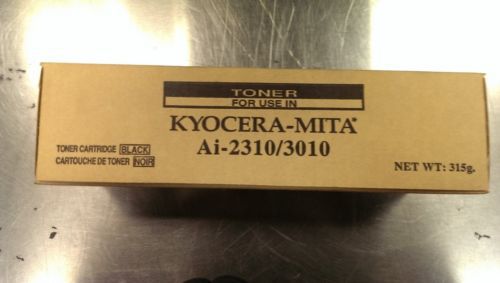 TONER
FOR USE IN
KYOCERA-MITA*
Ai-2310/3010
TONER CARTRIDGE BLACK
CARTOUCHE DE TONER NOIR
NET WT: 315g.